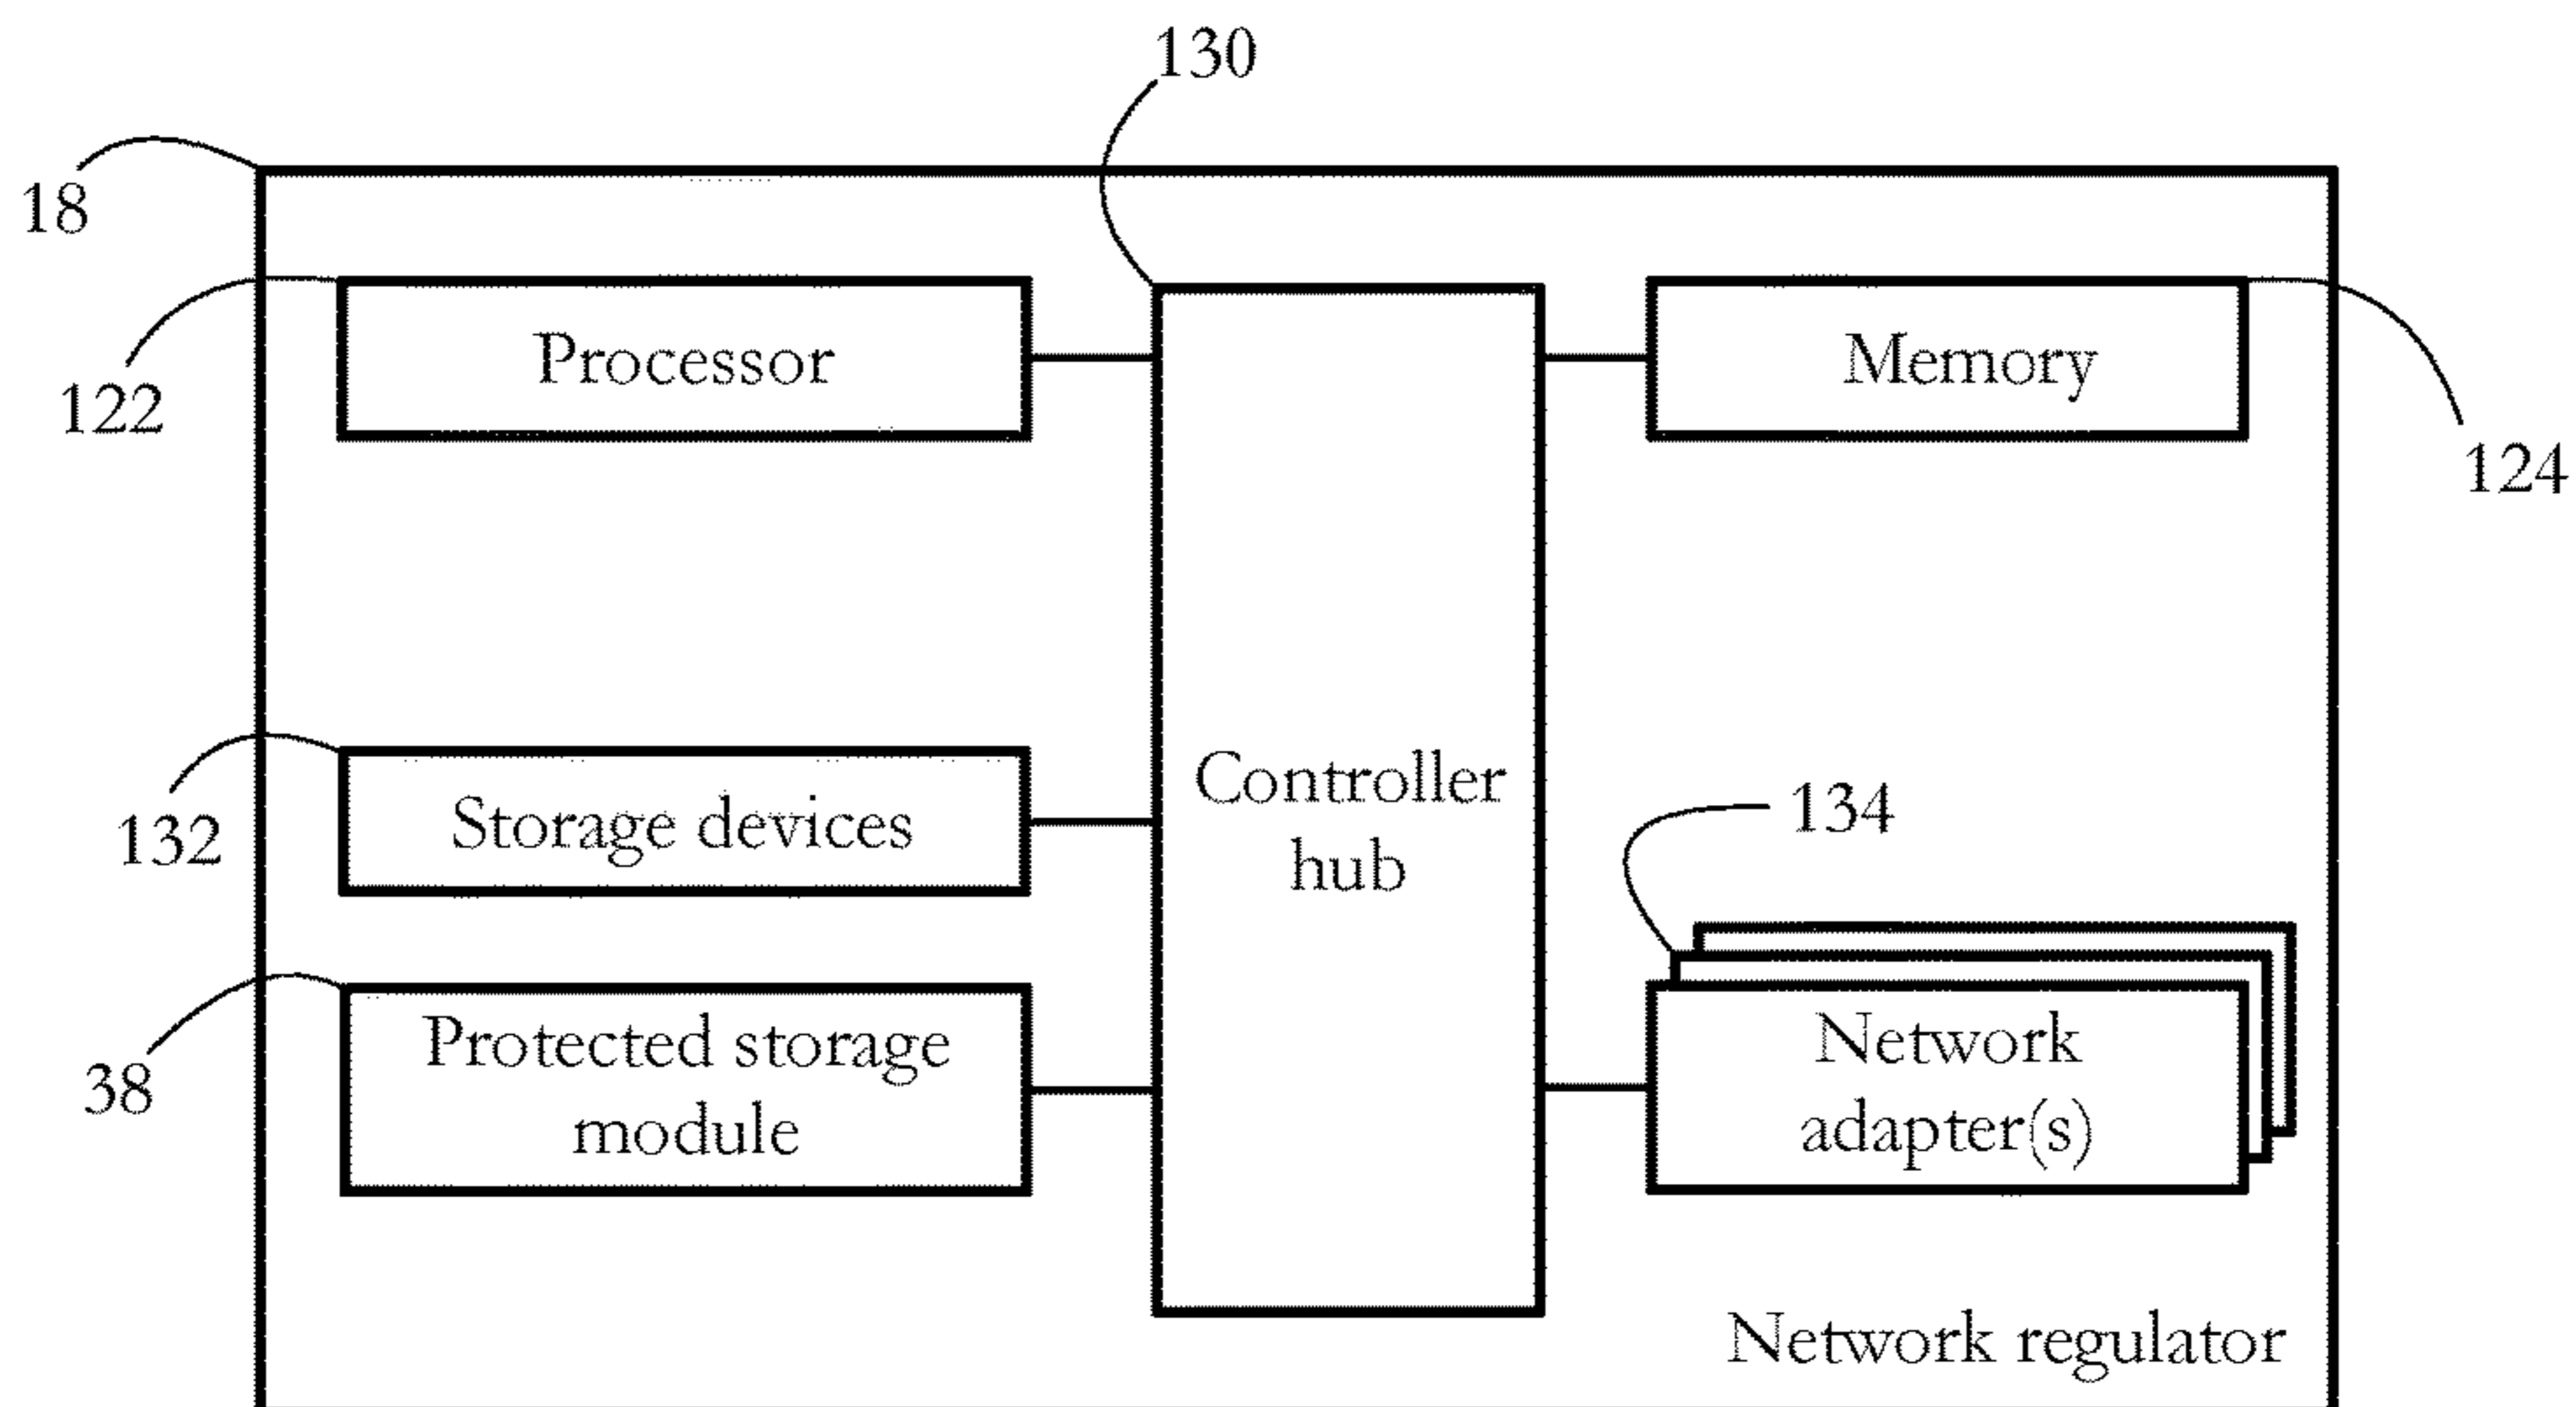 130
18
Processor
Memory
122
124
Controller
hub
Storage devices
132
134
Protected storage
module
38
Network
adapter(s)
Network regulator